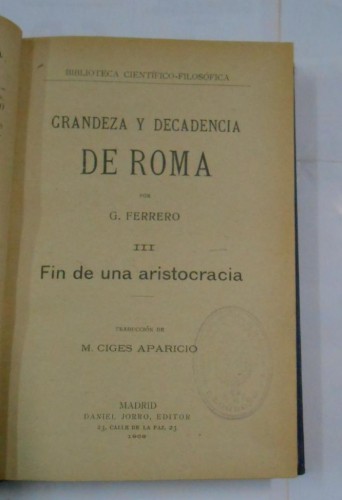 BIBLIOTECA CIENTÍFICO-FILOSÓFICA
GRANDEZA Y DECADENCIA
DE ROMA
POR
G. FERRERO
III
Fin de una aristocracia
TRADUCCIÓN DE
M. CIGES APARICIO
MADRID
DANIEL JORRO, EDITOR
23, CALLE DE LA PAZ, 23
1908